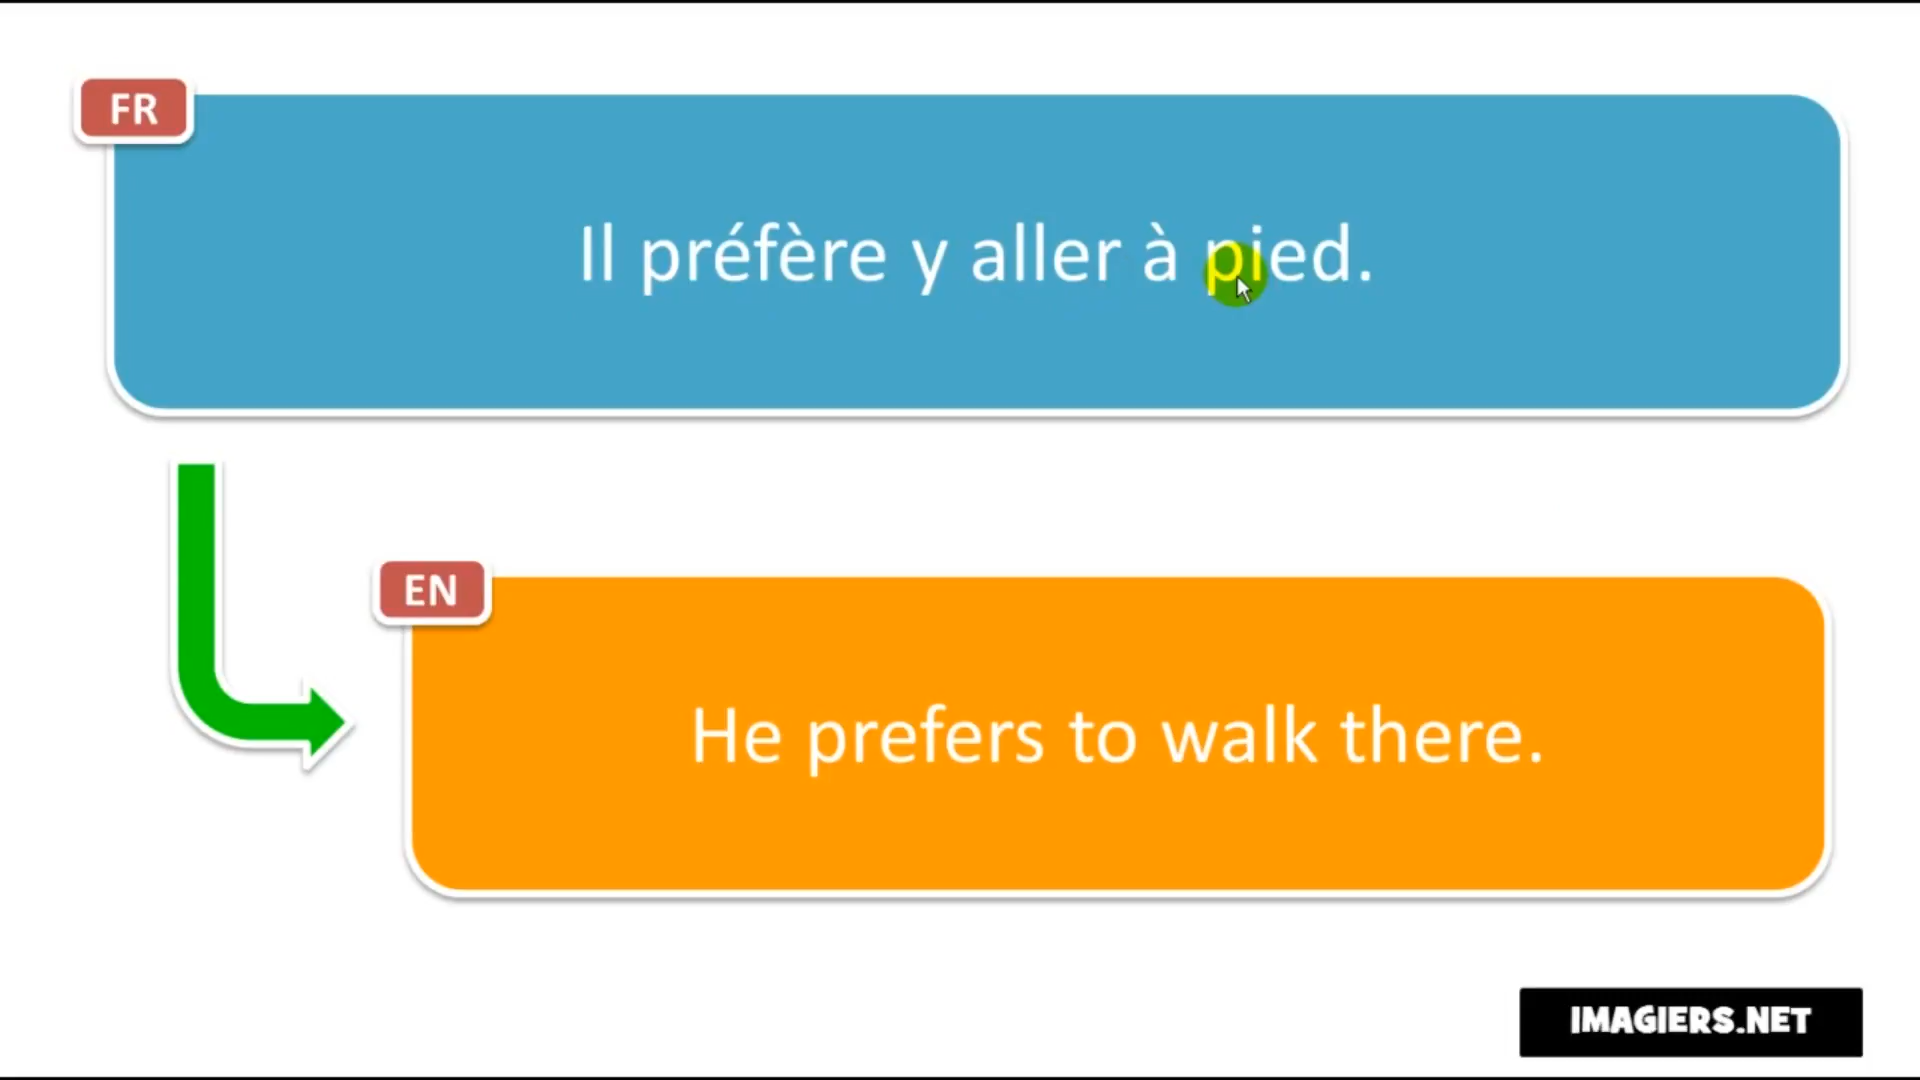 FR
Il préfère y aller à pied.
EN
He prefers to walk there.
IMAGIERS.NET